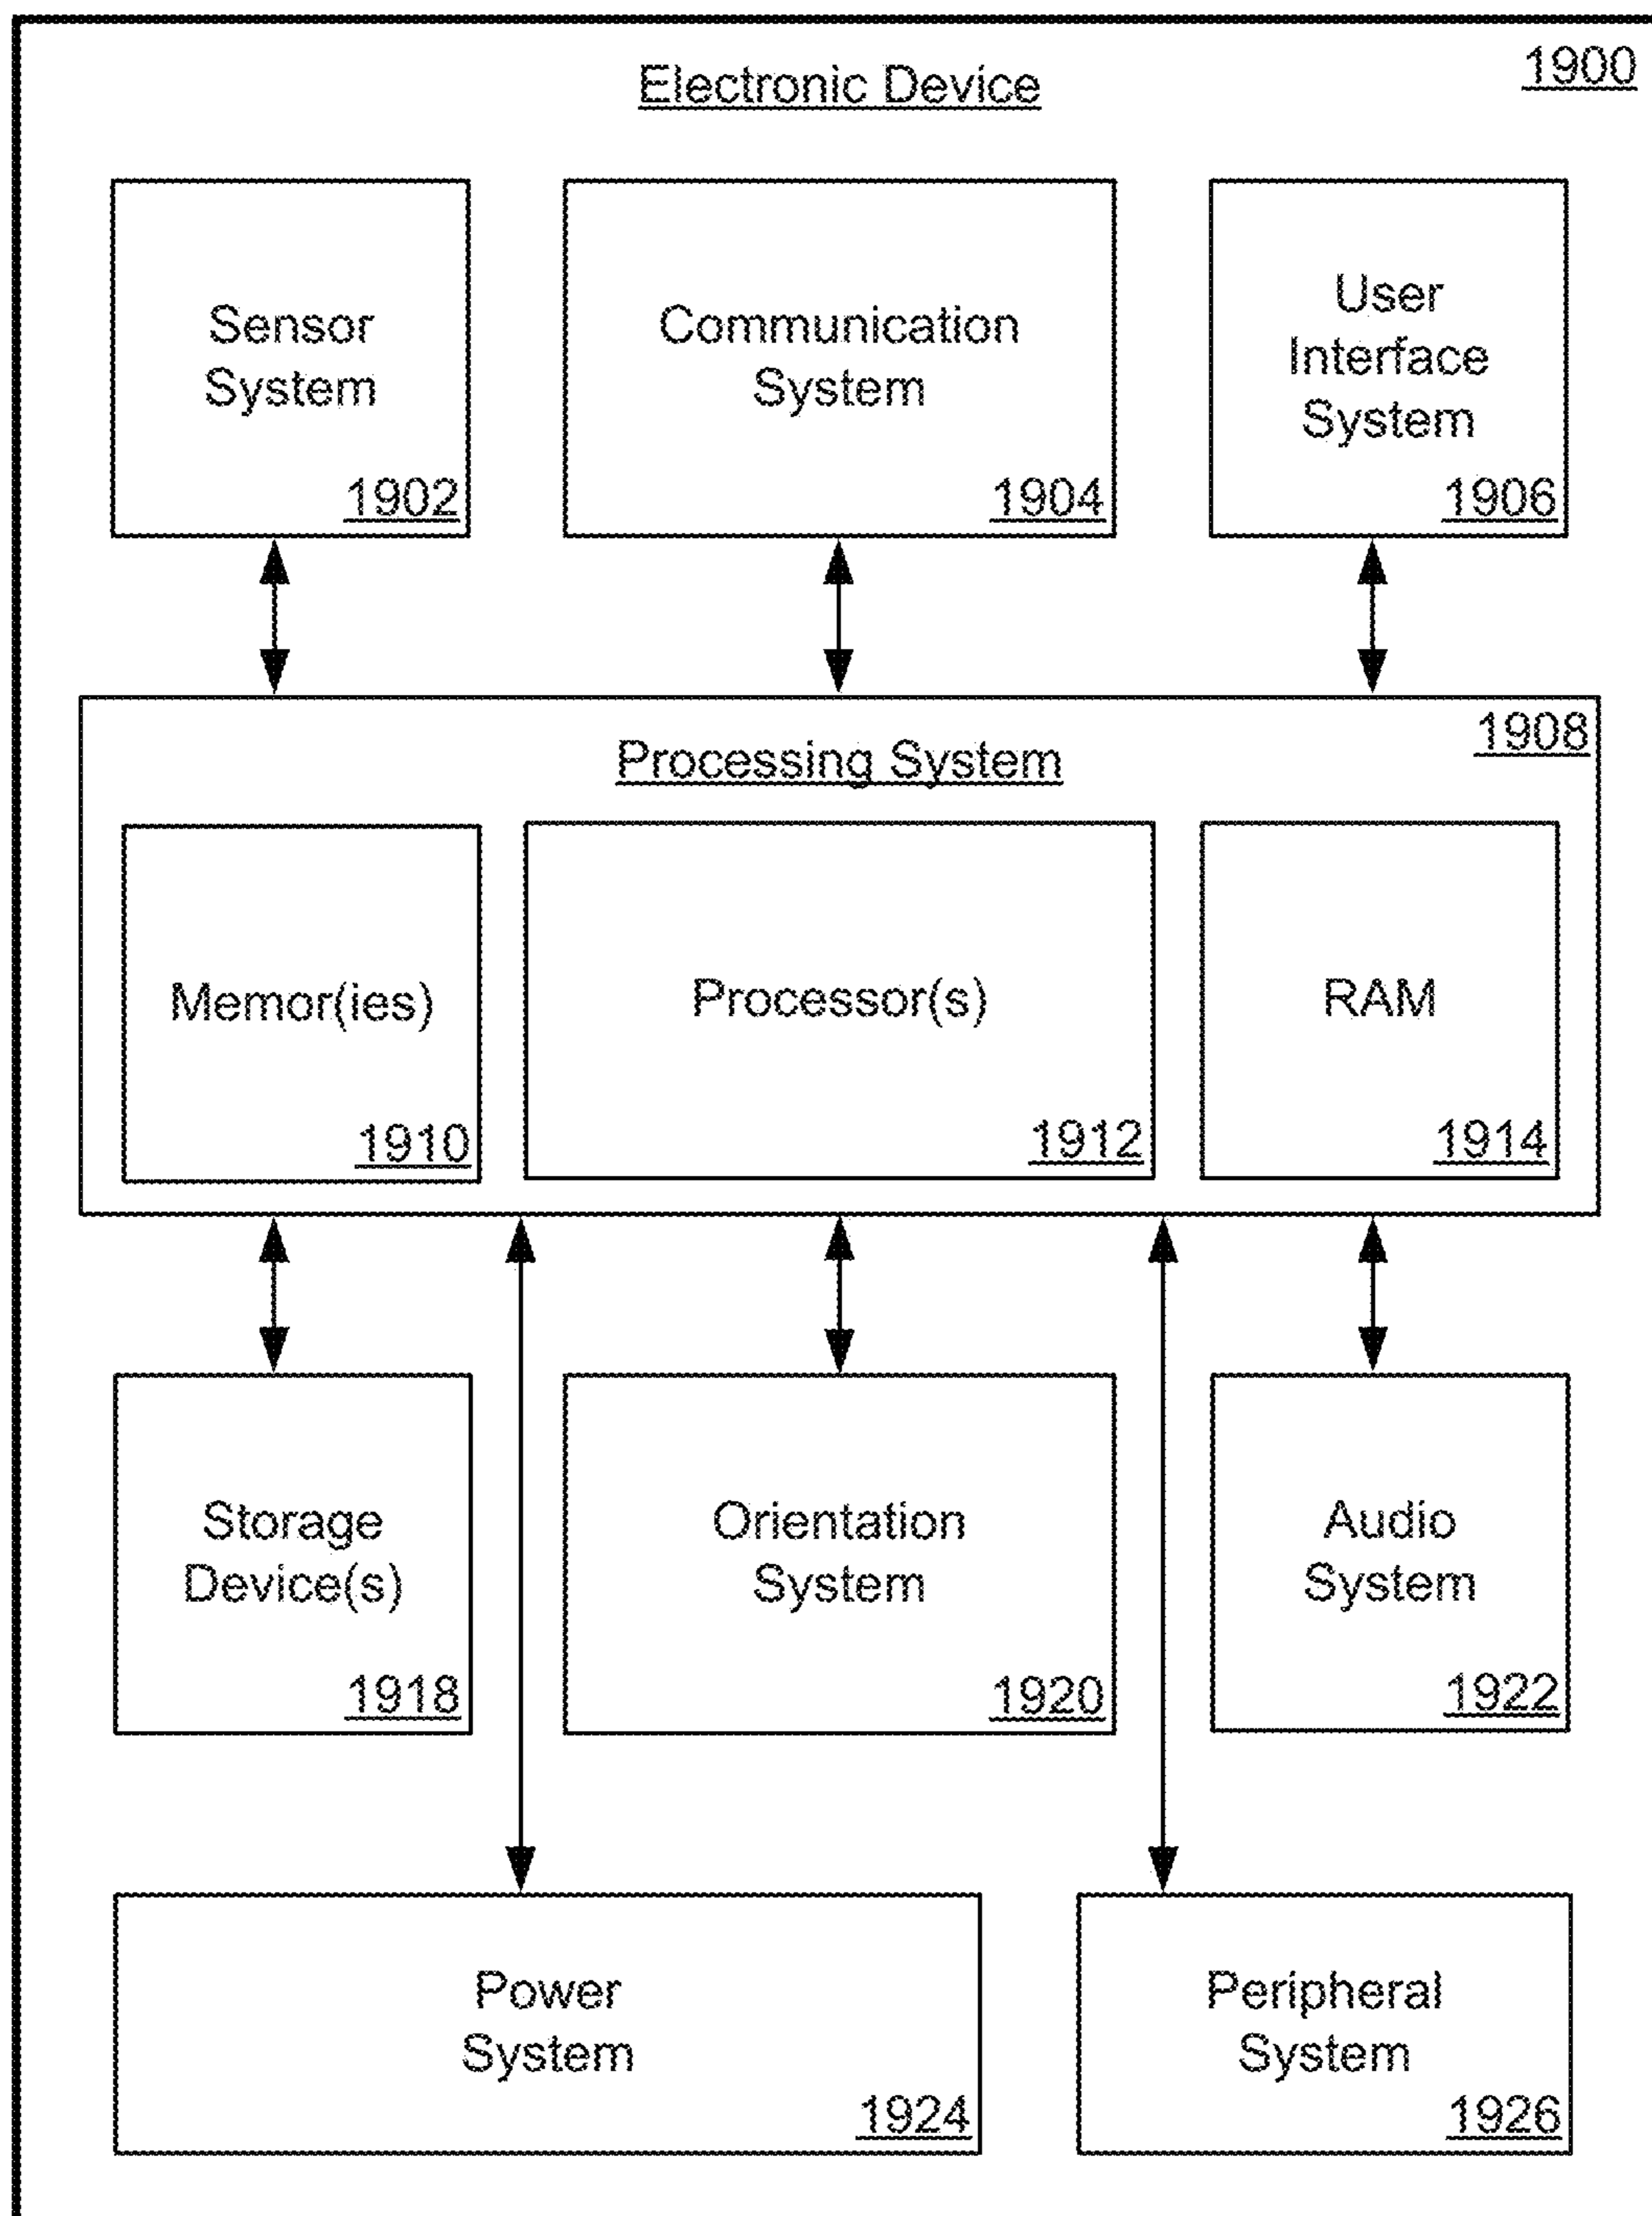 Electronic Device
1900
Sensor
System
1902
Communication
System
1904
User
Interface
System
1906
Processing System
1908
Memor(ies)
1910
Processor(s)
1912
RAM
1914
Storage
Device(s)
1918
Orientation
System
1920
Audio
System
1922
Power
System
1924
Peripheral
System
1926